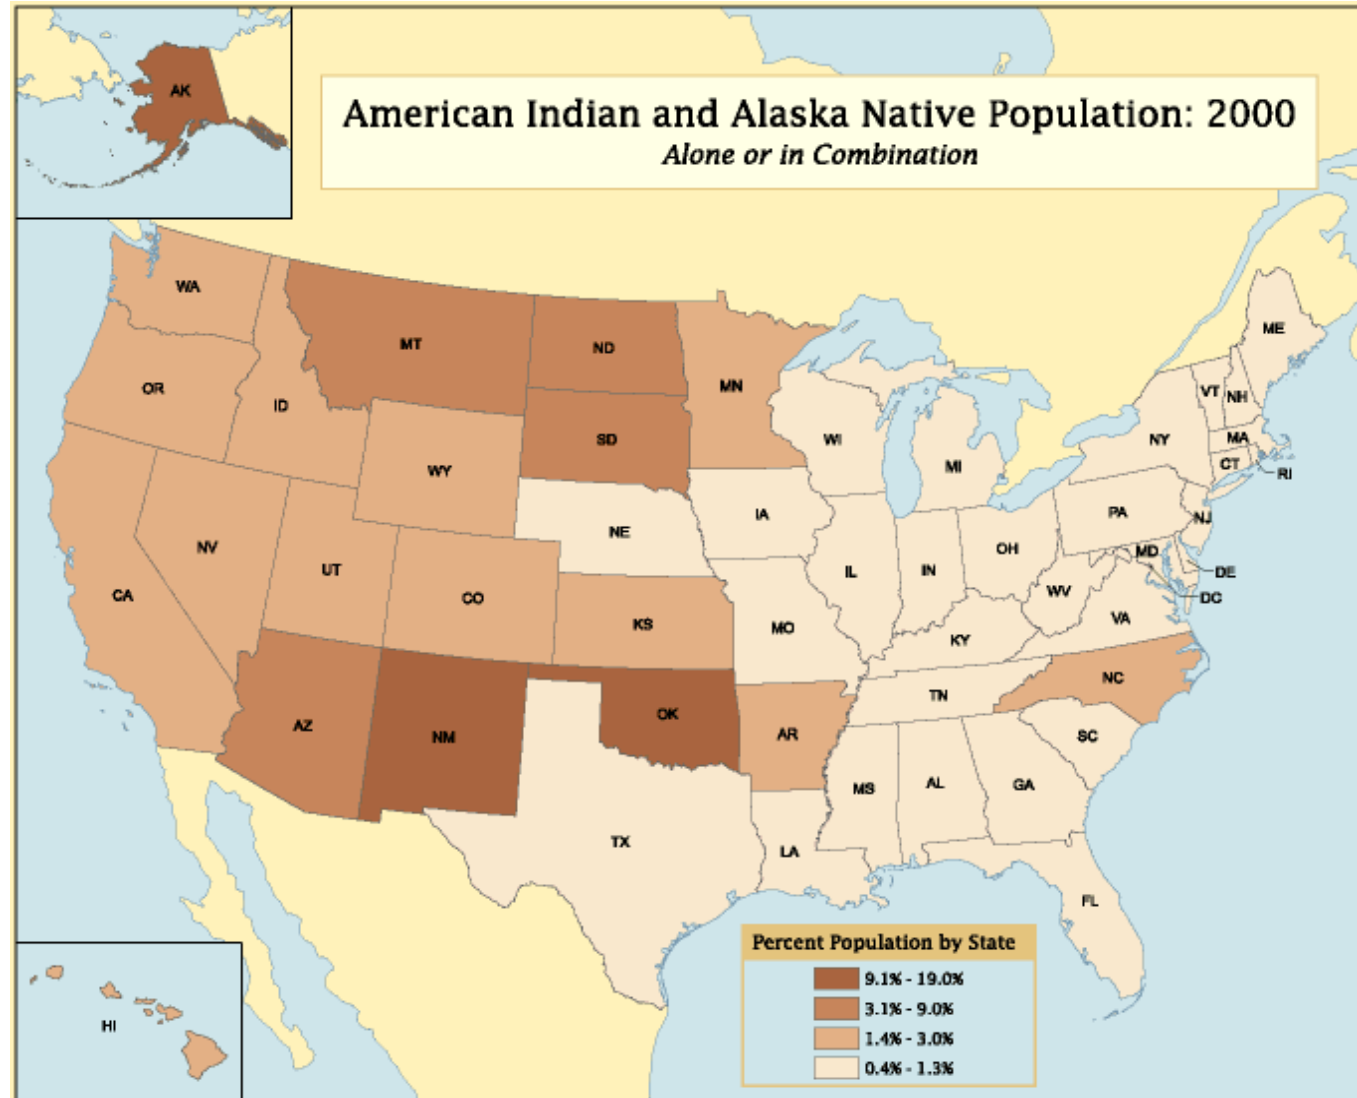 AK
American Indian and Alaska Native Population: 2000
Alone or in Combination
WA
MT
ND
MN
ME
OR
ID
SD
WI
MI
NY
VT
NH
MA
CT
RI
WY
NE
IA
PA
NJ
NV
UT
CO
CA
KS
MO
IL
IN
OH
MD
DE
DC
WV
VA
KY
AZ
NM
OK
AR
TN
NC
SC
MS
AL
GA
TX
LA
FL
HI
Percent Population by State
9.1% - 19.0%
3.1% - 9.0%
1.4% - 3.0%
0.4% - 1.3%